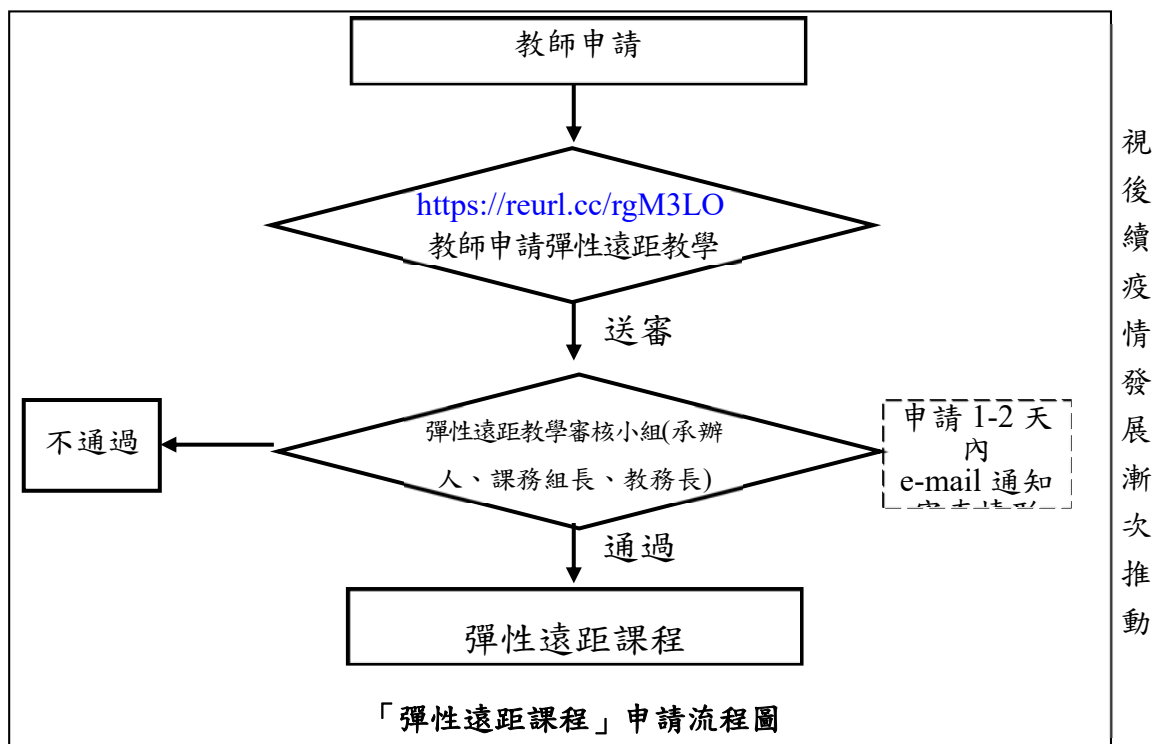 教師申請
https://reurl.cc/rgM3LO
教師申請彈性遠距教學
送審
不通過
彈性遠距教學審核小組(承辦
人、課務組長、教務長)
申請 1-2 天
內
e-mail 通知
通過
彈性遠距課程
「彈性遠距課程」申請流程圖
視後續疫情發展漸次推動